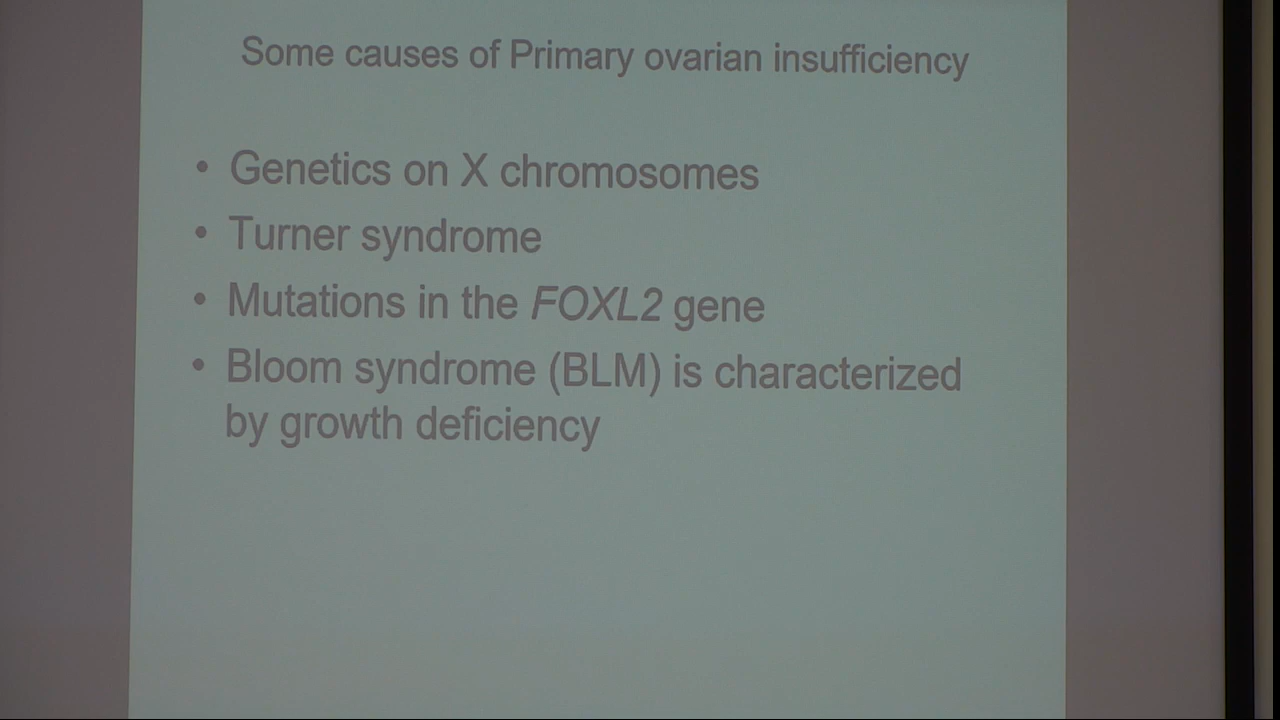 Some causes of Primary ovarian insufficiency
• Genetics on X chromosomes
• Turner syndrome
• Mutations in the FOXL2 gene
• Bloom syndrome (BLM) is characterized
by growth deficiency